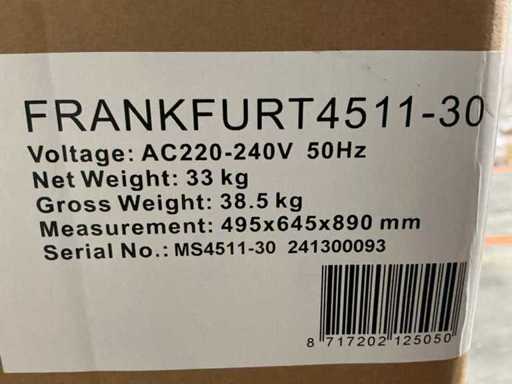 FRANKFURT4511-30
Voltage: AC220-240V 50Hz
Net Weight: 33 kg
Gross Weight: 38.5 kg
Measurement: 495x645x890 mm
Serial No.: MS4511-30 241300093
8 717202 125050